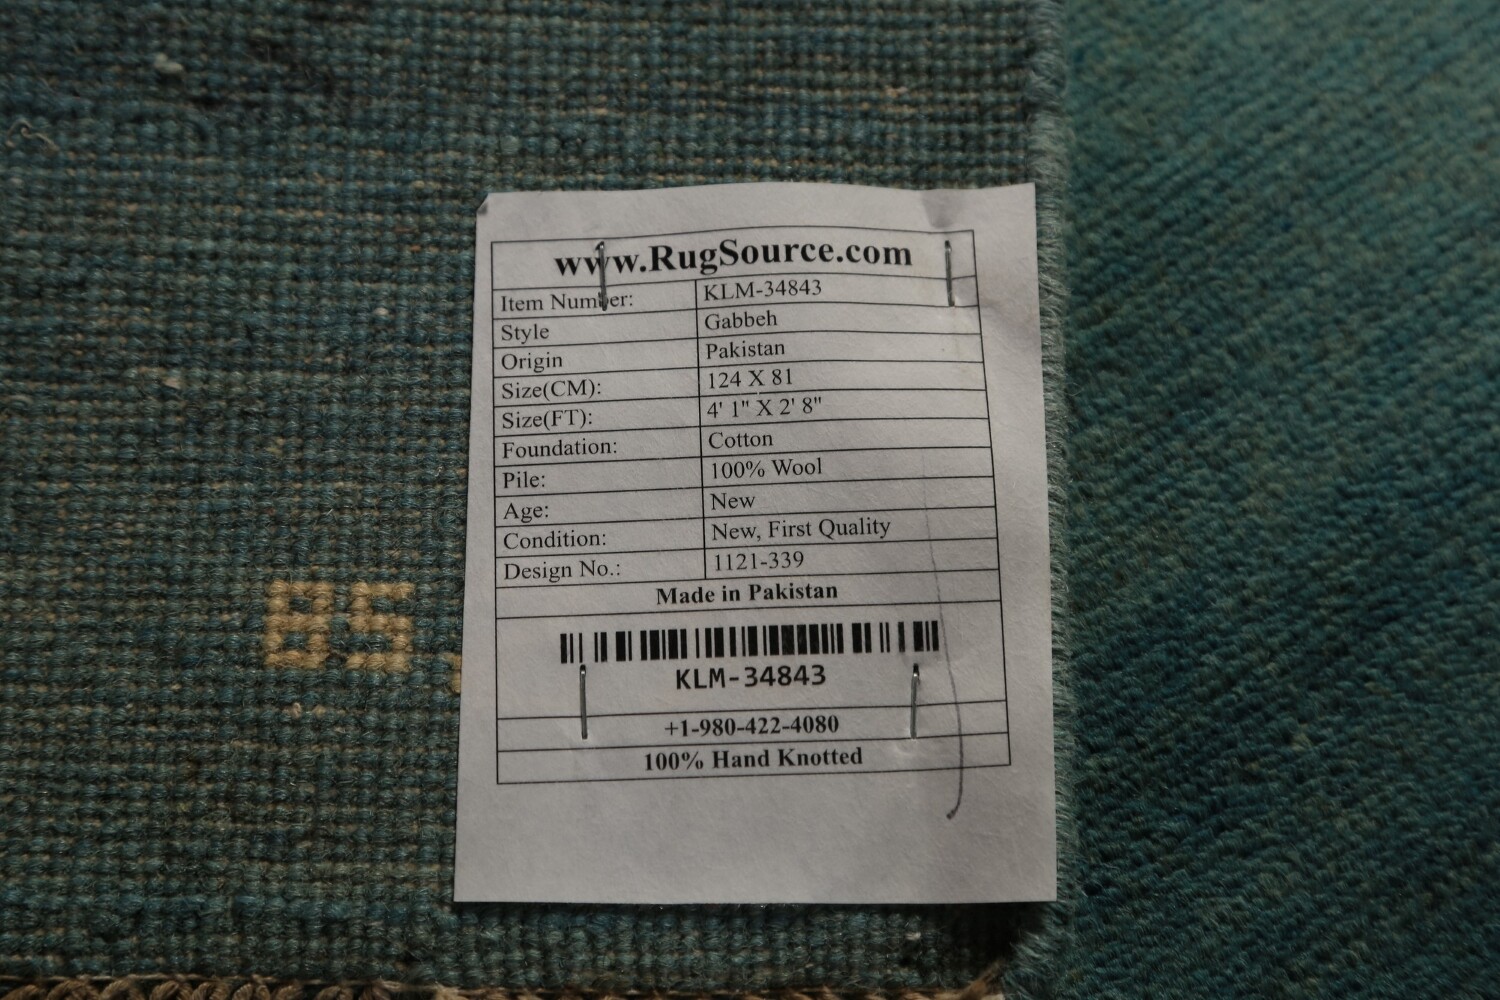 www.RugSource.com
Item Number: KLM-34843
Style Gabbeh
Origin Pakistan
Size(CM): 124 X 81
Size(FT): 4' 1" X 2' 8"
Foundation: Cotton
Pile: 100% Wool
Age: New
Condition: New, First Quality
Design No.: 1121-339
Made in Pakistan
KLM-34843
+1-980-422-4080
100% Hand Knotted
85